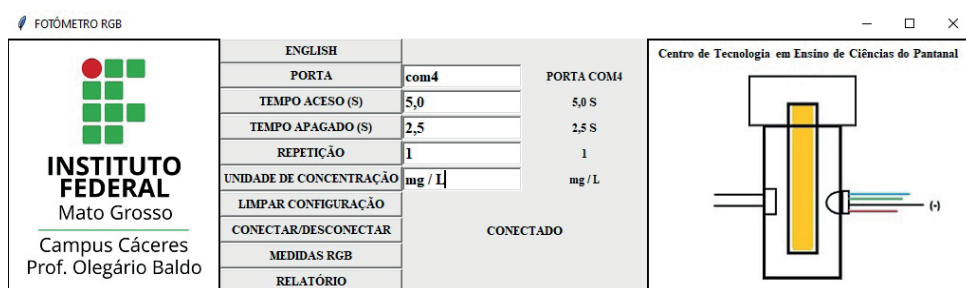 FOTÔMETRO RGB
INSTITUTO
FEDERAL
Mato Grosso
Campus Cáceres
Prof. Olegário Baldo
ENGLISH
PORTA com4 PORTA COM4
TEMPO ACESO (S) 5,0 5,0 S
TEMPO APAGADO (S) 2,5 2,5 S
REPETIÇÃO 1 1
UNIDADE DE CONCENTRAÇÃO mg / L mg / L
LIMPAR CONFIGURAÇÃO
CONECTAR/DESCONECTAR CONECTADO
MEDIDAS RGB
RELATÓRIO
Centro de Tecnologia em Ensino de Ciências do Pantanal
(-)